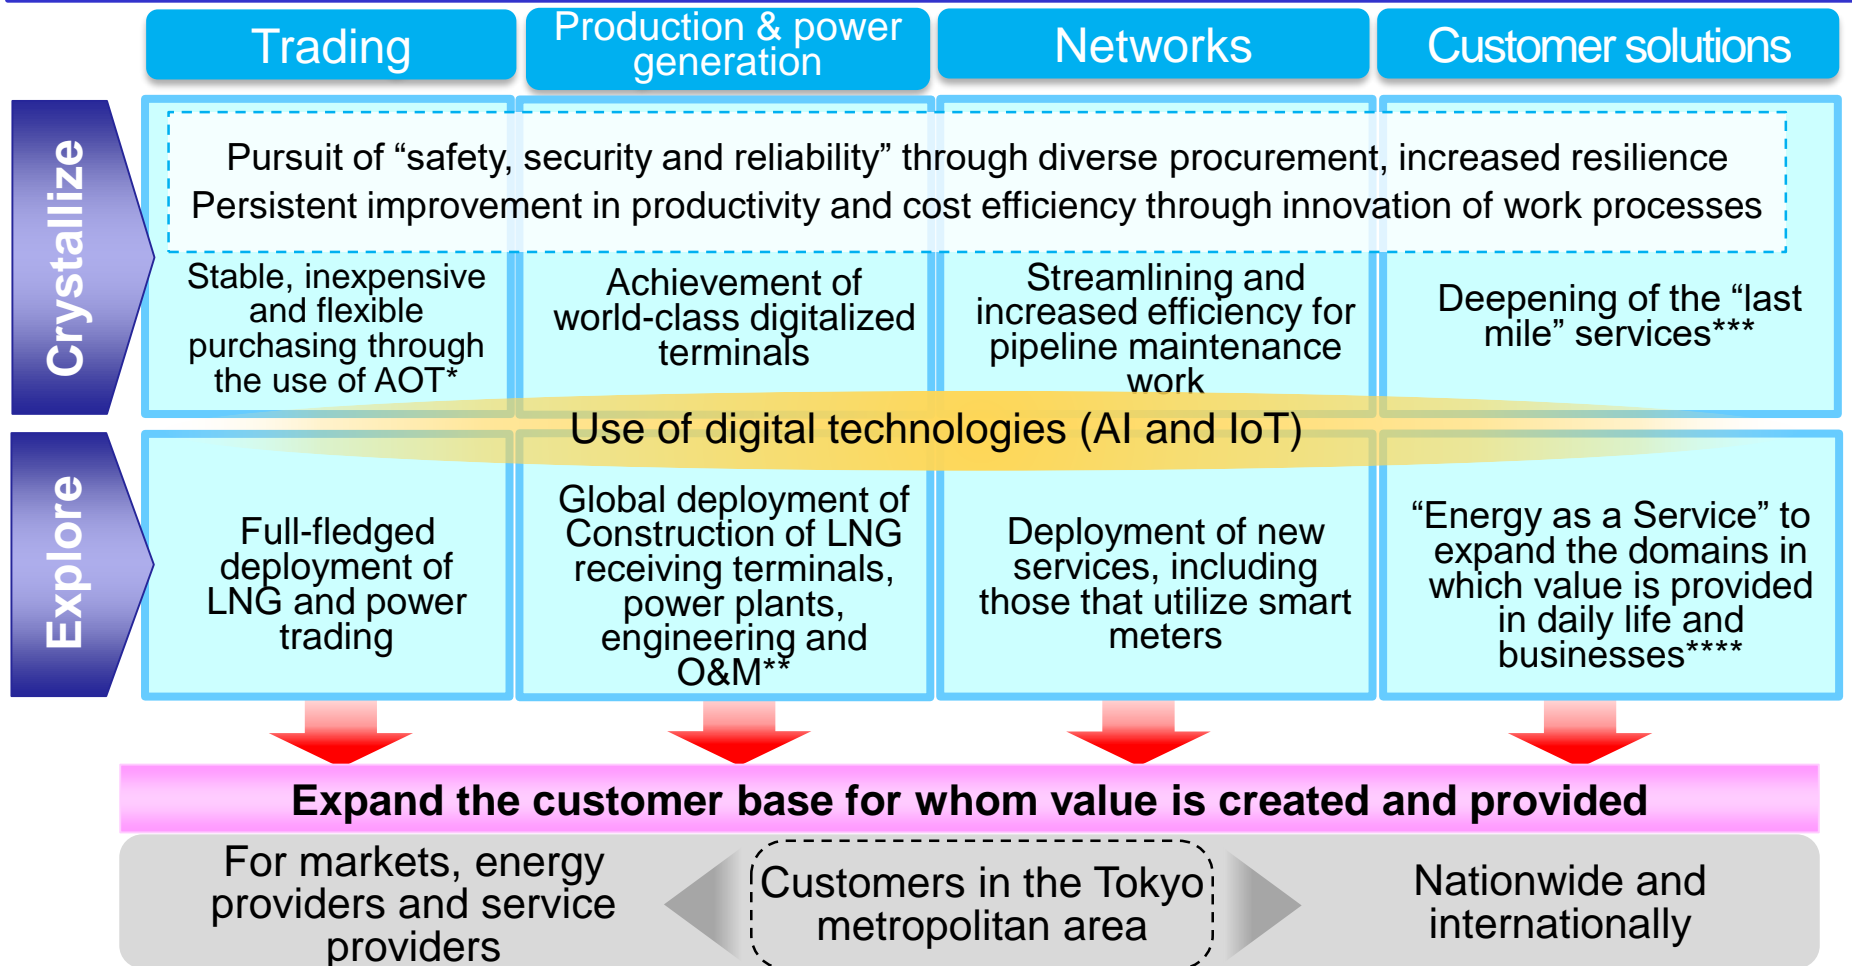 Trading
Production & power
generation
Networks
Customer solutions
Crystallize
Pursuit of “safety, security and reliability” through diverse procurement, increased resilience
Persistent improvement in productivity and cost efficiency through innovation of work processes
Stable, inexpensive
and flexible
purchasing through
the use of AOT*
Achievement of
world-class digitalized
terminals
Streamlining and
increased efficiency for
pipeline maintenance
work
Deepening of the “last
mile” services***
Use of digital technologies (AI and IoT)
Explore
Full-fledged
deployment of
LNG and power
trading
Global deployment of
Construction of LNG
receiving terminals,
power plants,
engineering and
O&M**
Deployment of new
services, including
those that utilize smart
meters
“Energy as a Service” to
expand the domains in
which value is provided
in daily life and
businesses****
Expand the customer base for whom value is created and provided
For markets, energy
providers and service
providers
Customers in the Tokyo
metropolitan area
Nationwide and
internationally